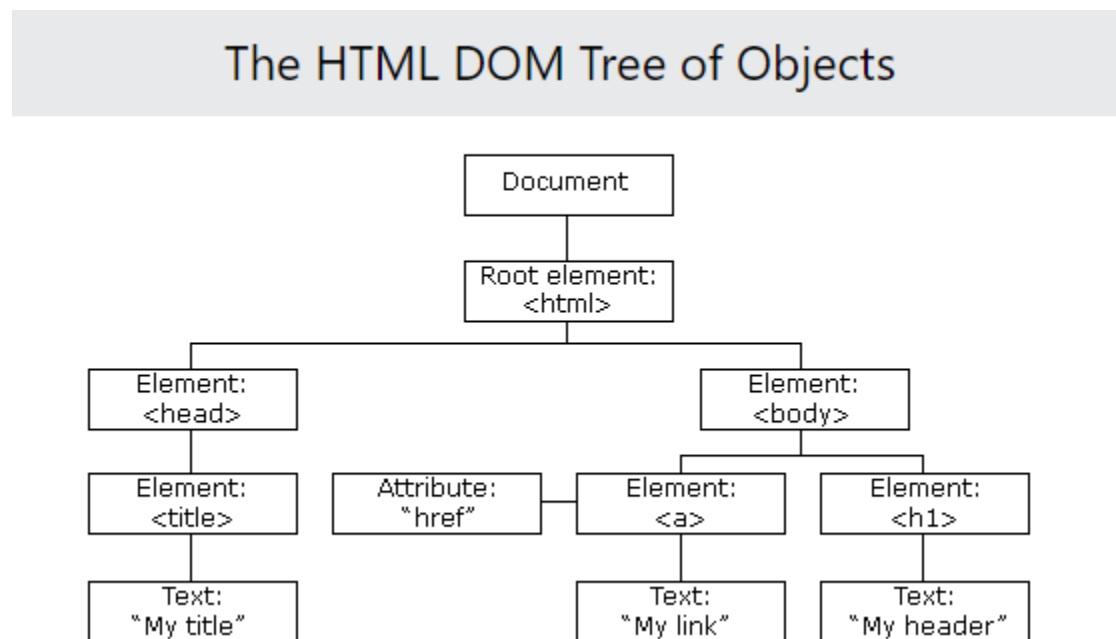 The HTML DOM Tree of Objects
Document
Root element:
<html>
Element:
<head>
Element:
<body>
Element:
<title>
Attribute:
“href”
Element:
<a>
Element:
<h1>
Text:
“My title”
Text:
“My link”
Text:
“My header”